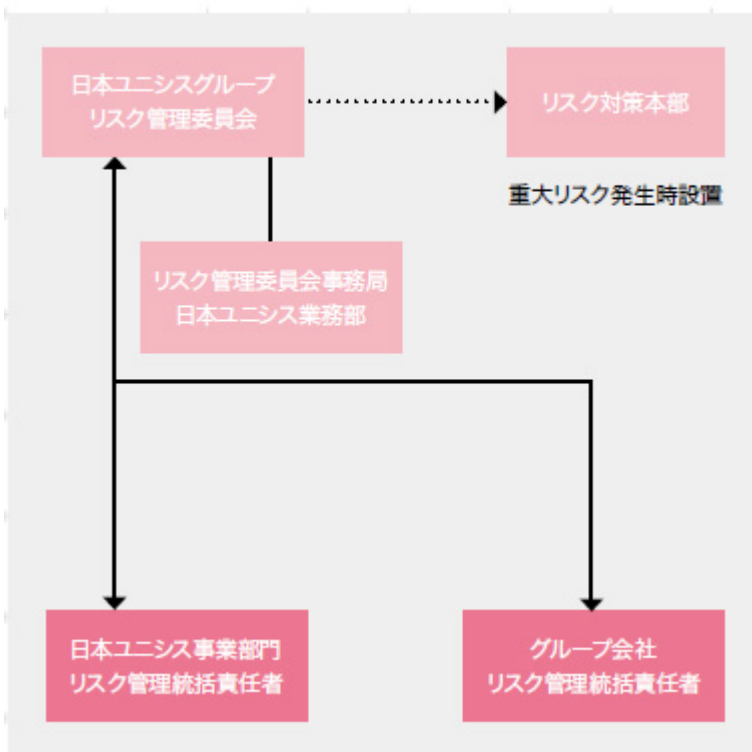 日本ユニシスグループ
リスク管理委員会
リスク対策本部
重大リスク発生時設置
リスク管理委員会事務局
日本ユニシス業務部
日本ユニシス事業部門
リスク管理統括責任者
グループ会社
リスク管理統括責任者